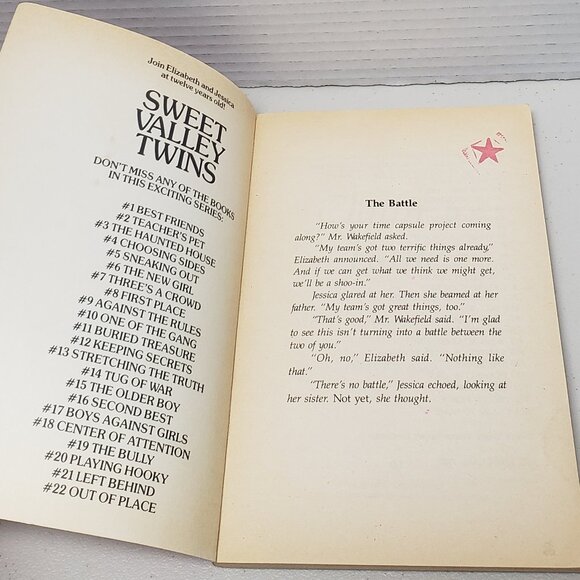 Join Elizabeth and Jessica
at twelve years old!
SWEET
VALLEY
TWINS
DON'T MISS ANY OF THE BOOKS
IN THIS EXCITING SERIES:
#1 BEST FRIENDS
#2 TEACHER'S PET
#3 THE HAUNTED HOUSE
#4 CHOOSING SIDES
#5 SNEAKING OUT
#6 THE NEW GIRL
#7 THREE'S A CROWD
#8 FIRST PLACE
#9 AGAINST THE RULES
#10 ONE OF THE GANG
#11 BURIED TREASURE
#12 KEEPING SECRETS
#13 STRETCHING THE TRUTH
#14 TUG OF WAR
#15 THE OLDER BOY
#16 SECOND BEST
#17 BOYS AGAINST GIRLS
#18 CENTER OF ATTENTION
#19 THE BULLY
#20 PLAYING HOOKY
#21 LEFT BEHIND
#22 OUT OF PLACE
The Battle
"How's your time capsule project coming
along?" Mr. Wakefield asked.
"My team's got two terrific things already,"
Elizabeth announced. "All we need is one more.
And if we can get what we think we might get,
we'll be a shoo-in."
Jessica glared at her. Then she beamed at her
father. "My team's got great things, too."
"That's good," Mr. Wakefield said. "I'm glad
to see this isn't turning into a battle between the
two of you."
"Oh, no," Elizabeth said. "Nothing like
that."
"There's no battle," Jessica echoed, looking at
her sister. Not yet, she thought.